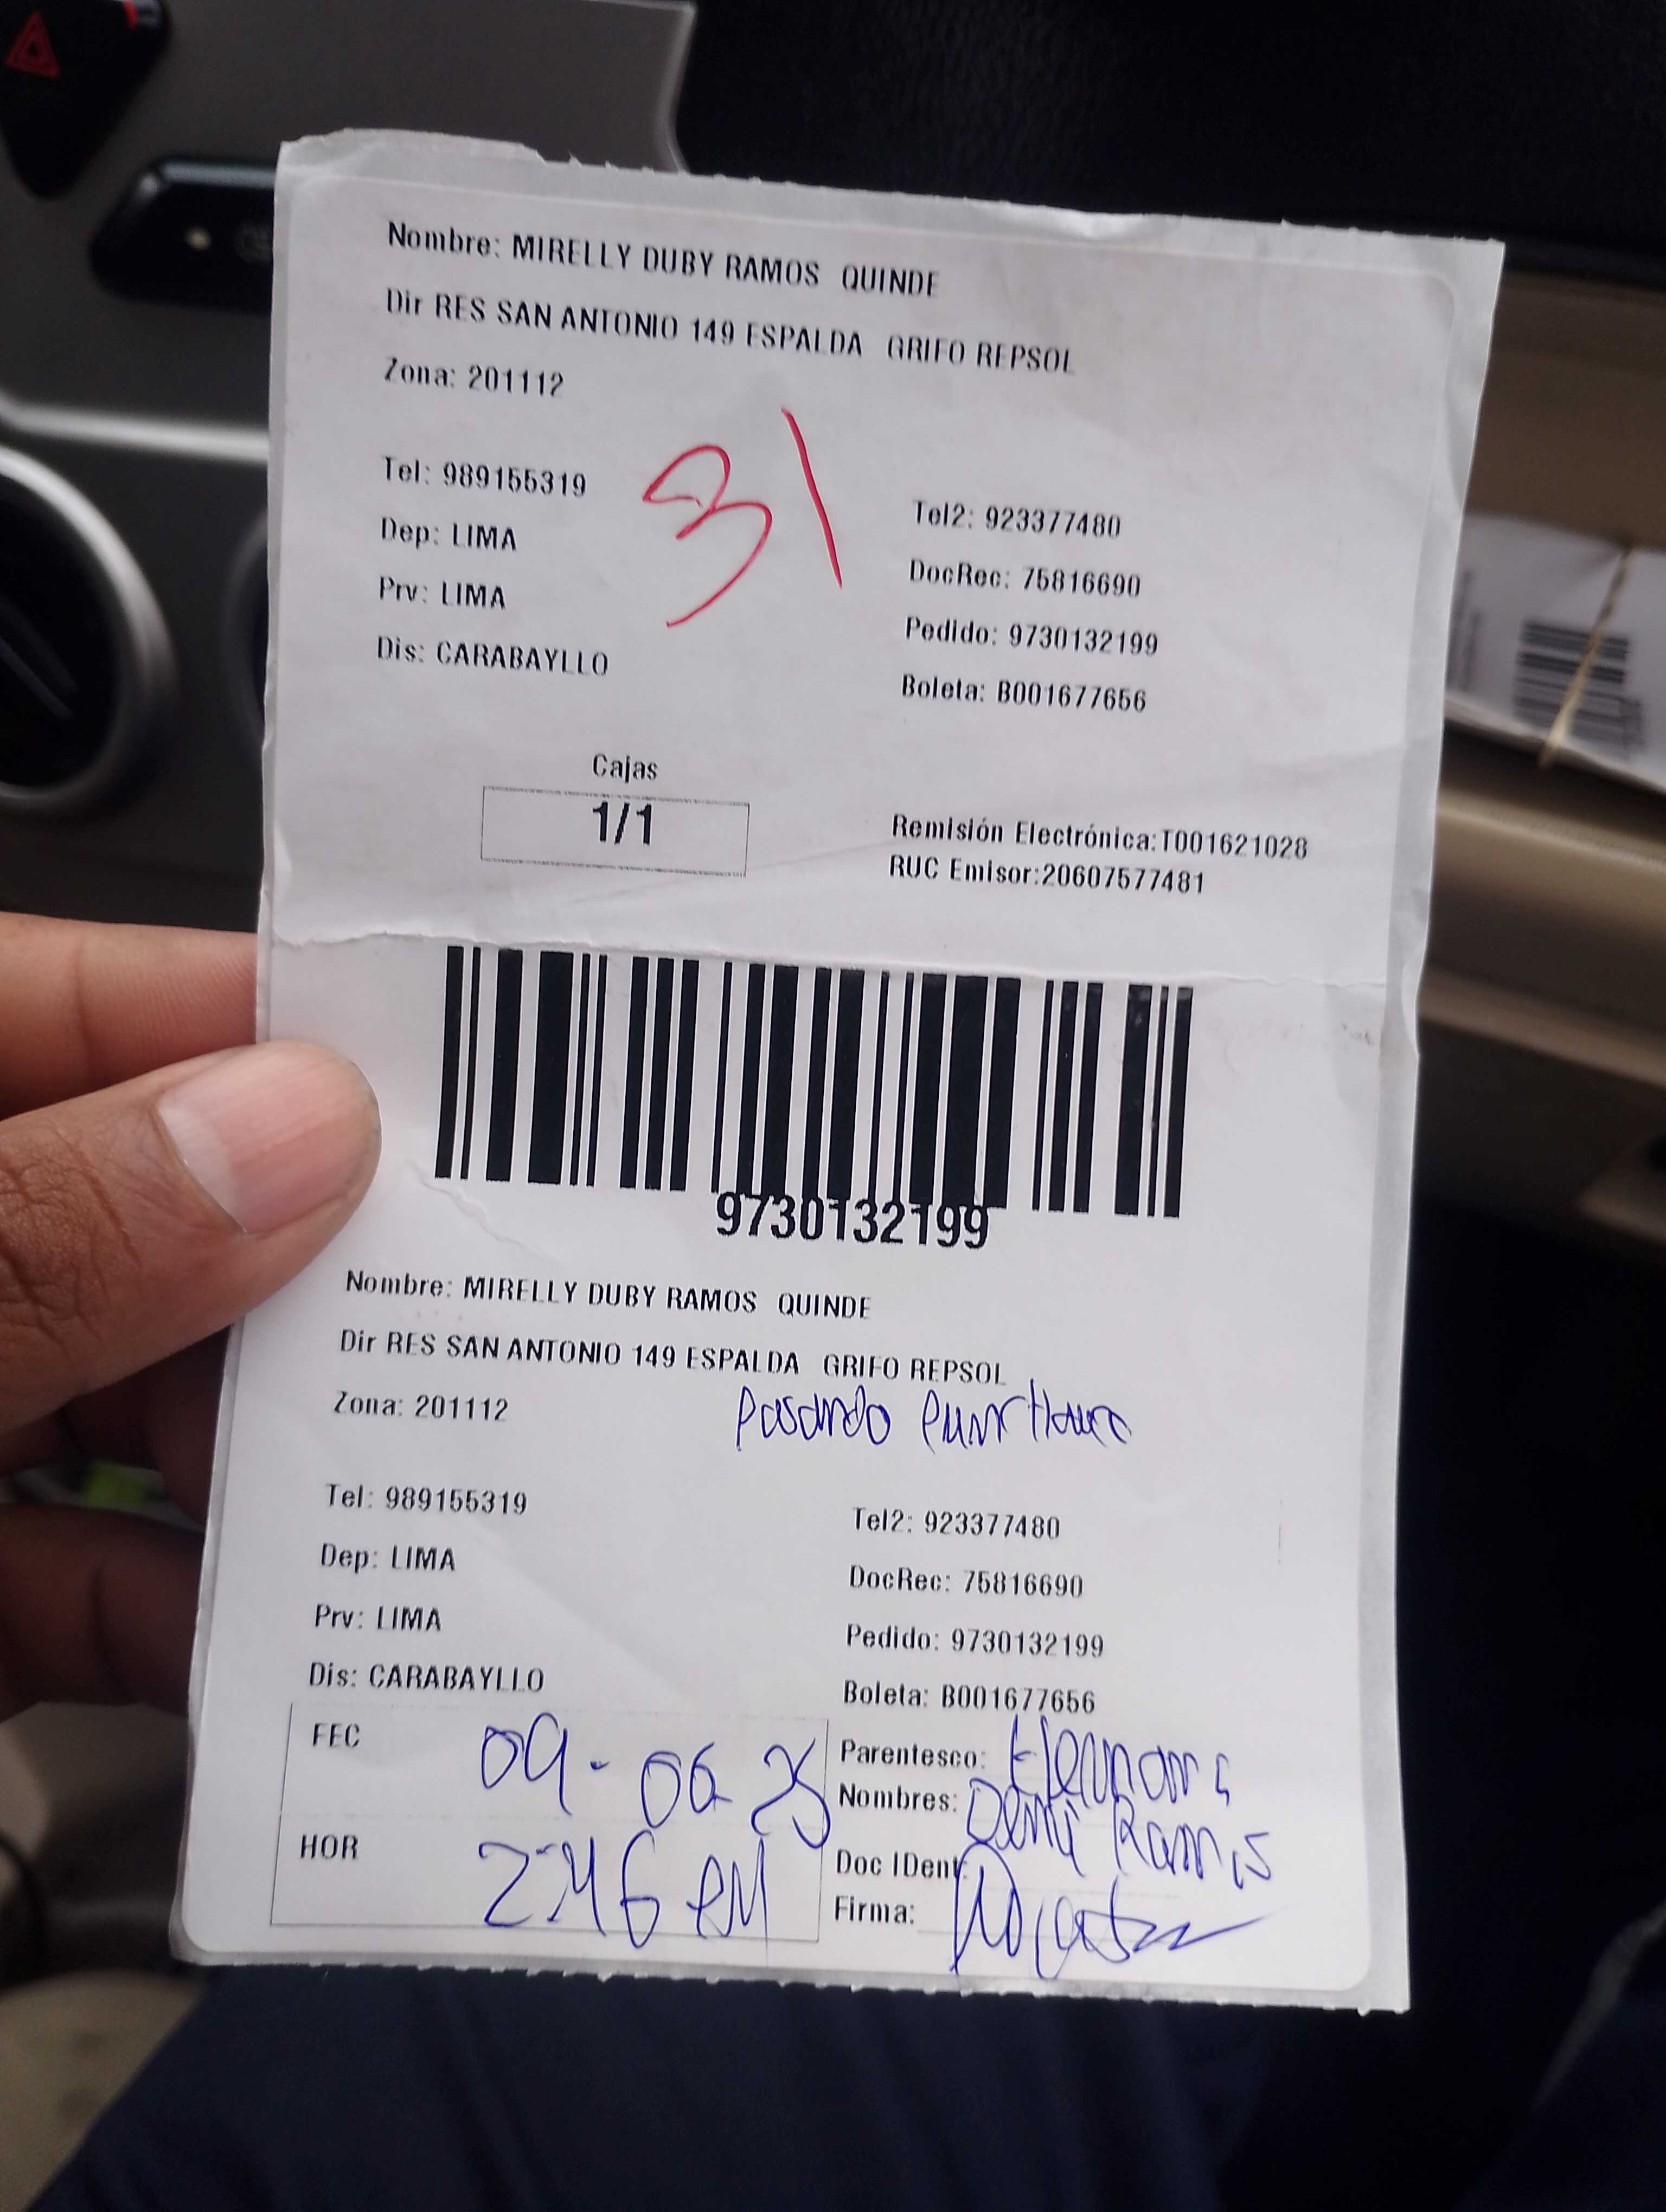 Nombre: MIRELLY DUBY RAMOS QUINDE
Dir RES SAN ANTONIO 149 ESPALDA GRIFO REPSOL
Zona: 201112
31
Tel: 989155319
Tel2: 923377480
Dep: LIMA
DocRec: 75816690
Prv: LIMA
Pedido: 9730132199
Dis: CARABAYLLO
Boleta: B001677656
Cajas
1/1
Remisión Electrónica:T001621028
RUC Emisor:20607577481
9730132199
Nombre: MIRELLY DUBY RAMOS QUINDE
Dir RES SAN ANTONIO 149 ESPALDA GRIFO REPSOL
Zona: 201112
Pasando
Tel: 989155319
Tel2: 923377480
Dep: LIMA
DocRec: 75816690
Prv: LIMA
Pedido: 9730132199
Dis: CARABAYLLO
Boleta: B001677656
FEC 09-06-25
Parentesco:
Nombres: Ramos
HOR 2:46 PM
Doc IDent:
Firma: